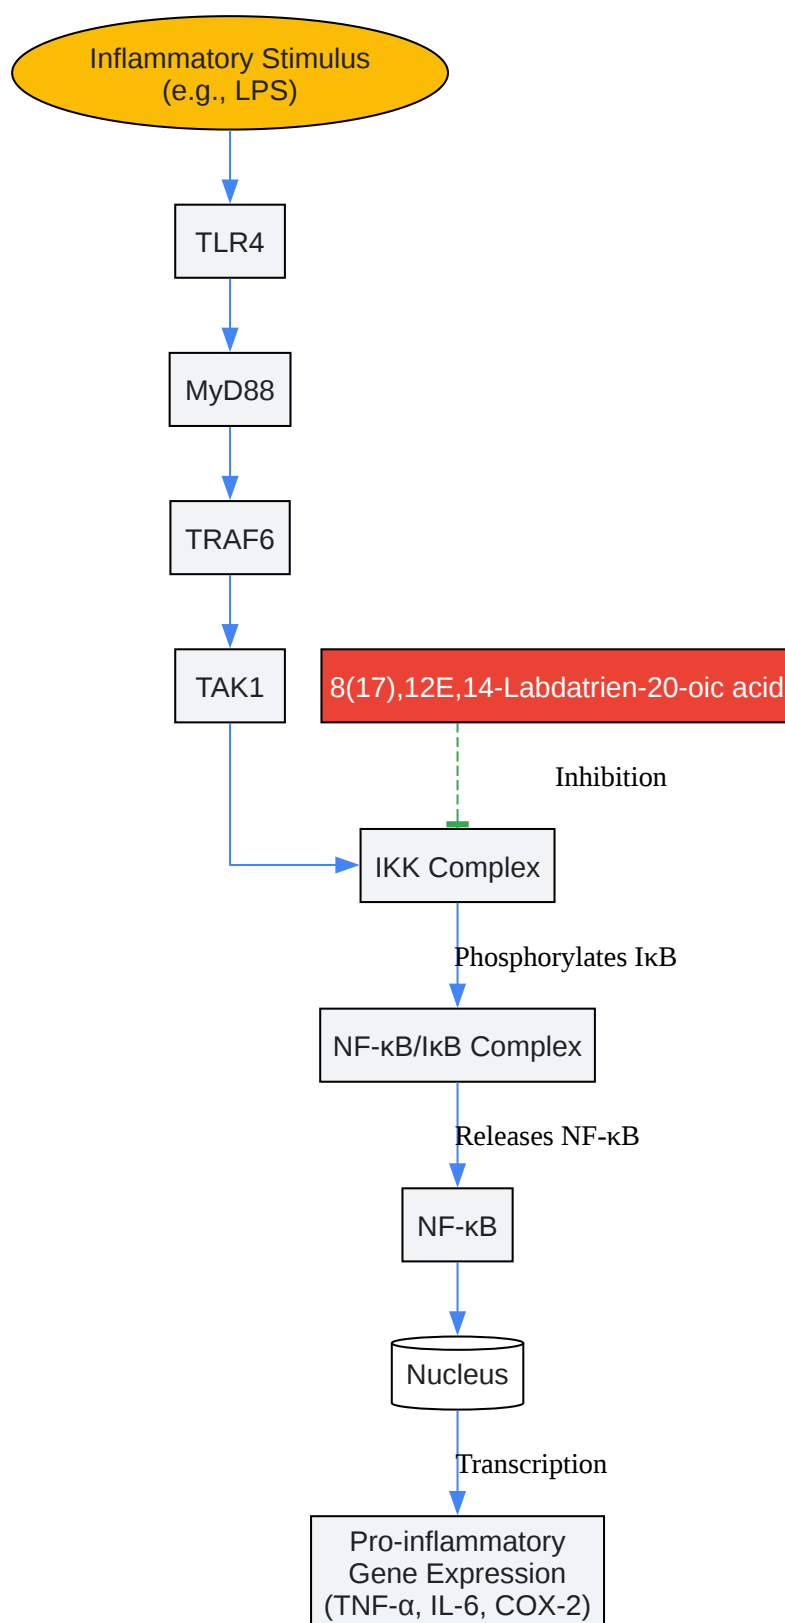 Inflammatory Stimulus
(e.g., LPS)
TLR4
MyD88
TRAF6
TAK1
8(17),12E,14-Labdatrien-20-oic acid
Inhibition
IKK Complex
Phosphorylates IκB
NF-κB/IκB Complex
Releases NF-κB
NF-κB
Nucleus
Transcription
Pro-inflammatory
Gene Expression
(TNF-α, IL-6, COX-2)